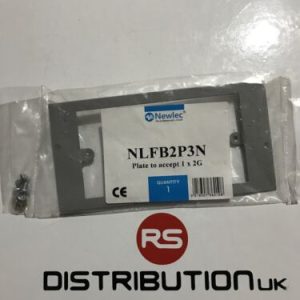 Newlec
NLFB2P3N
Plate to accept 1 x 2G
CE
QUANTITY
1
RS
DISTRIBUTION UK